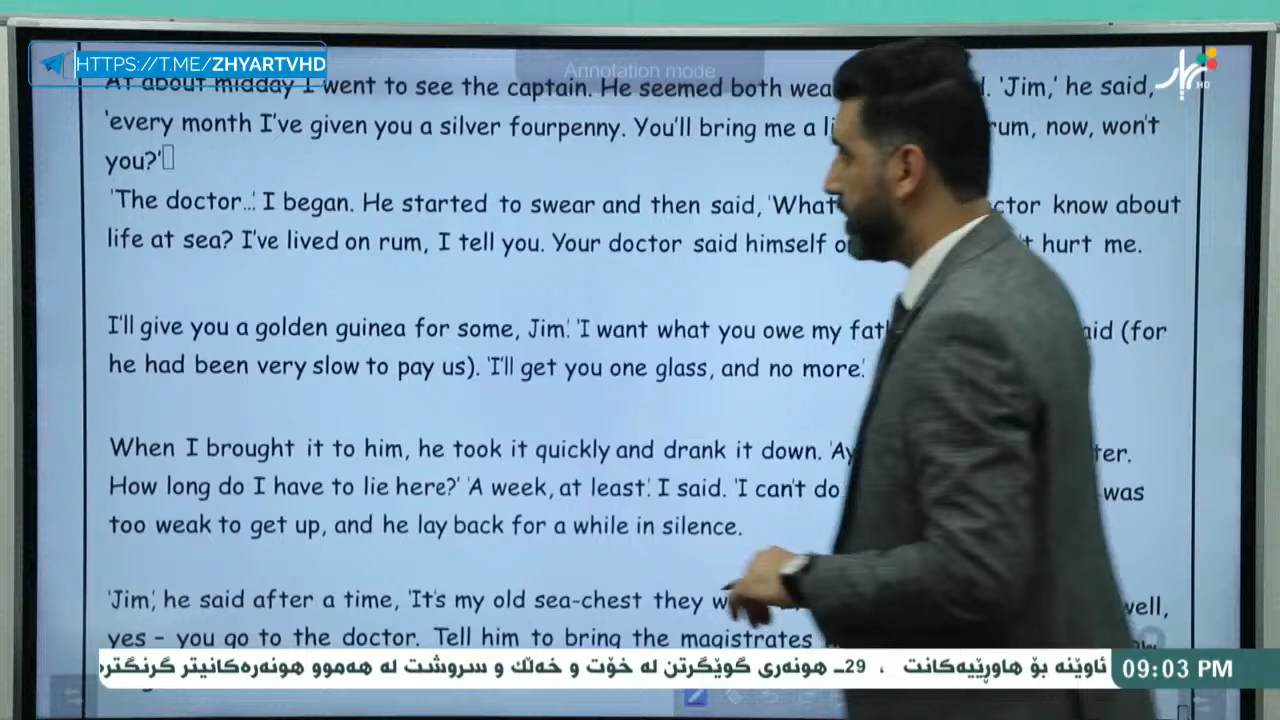 HTTPS://T.ME/ZHYARTVHD
Annotation mode
HD
At about midday I went to see the captain. He seemed both 'Jim,' he said,
'every month I've given you a silver fourpenny. You'll bring me a rum, now, won't
you?'
'The doctor...' I began. He started to swear and then said, 'What know about
life at sea? I've lived on rum, I tell you. Your doctor said himself hurt me.
I'll give you a golden guinea for some, Jim.' 'I want what you owe my (for
he had been very slow to pay us). 'I'll get you one glass, and no more.'
When I brought it to him, he took it quickly and drank it down.
How long do I have to lie here?' 'A week, at least.' I said. 'I can't do was
too weak to get up, and he lay back for a while in silence.
'Jim,' he said after a time, 'It's my old sea-chest they well,
yes – you go to the doctor. Tell him to bring the magistrates
ئاوێنە بۆ هاوڕێیەکانت ، 29ـ هونەری گوێگرتن لە خۆت و خەڵک و سروشت لە هەموو هونەرەکانیتر گرنگترە
09:03 PM